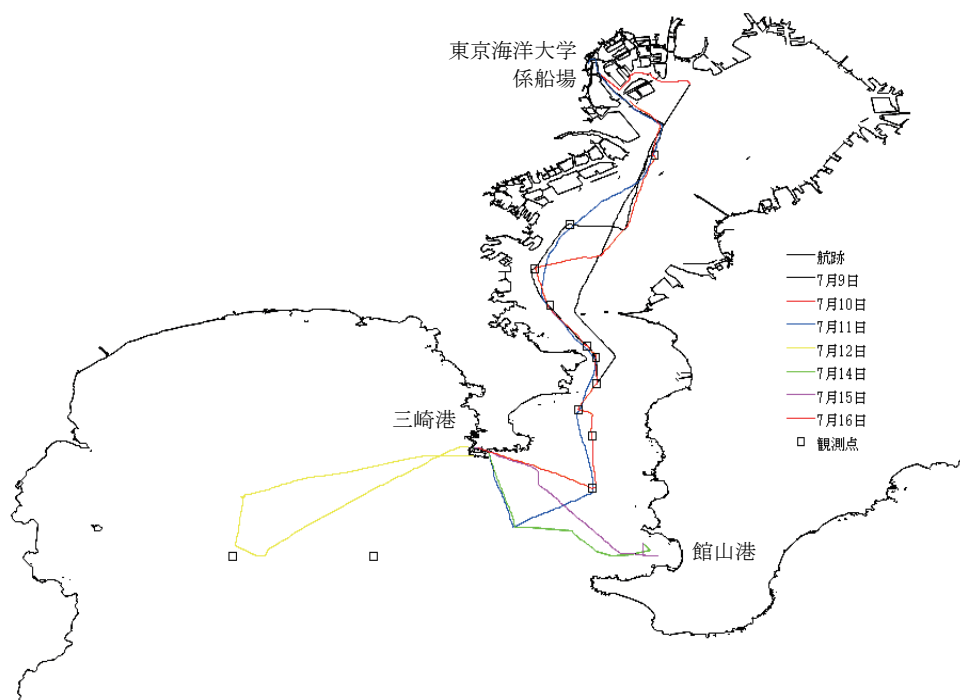 東京海洋大学
係船場
航跡
7月9日
7月10日
7月11日
7月12日
7月14日
7月15日
7月16日
観測点
三崎港
館山港